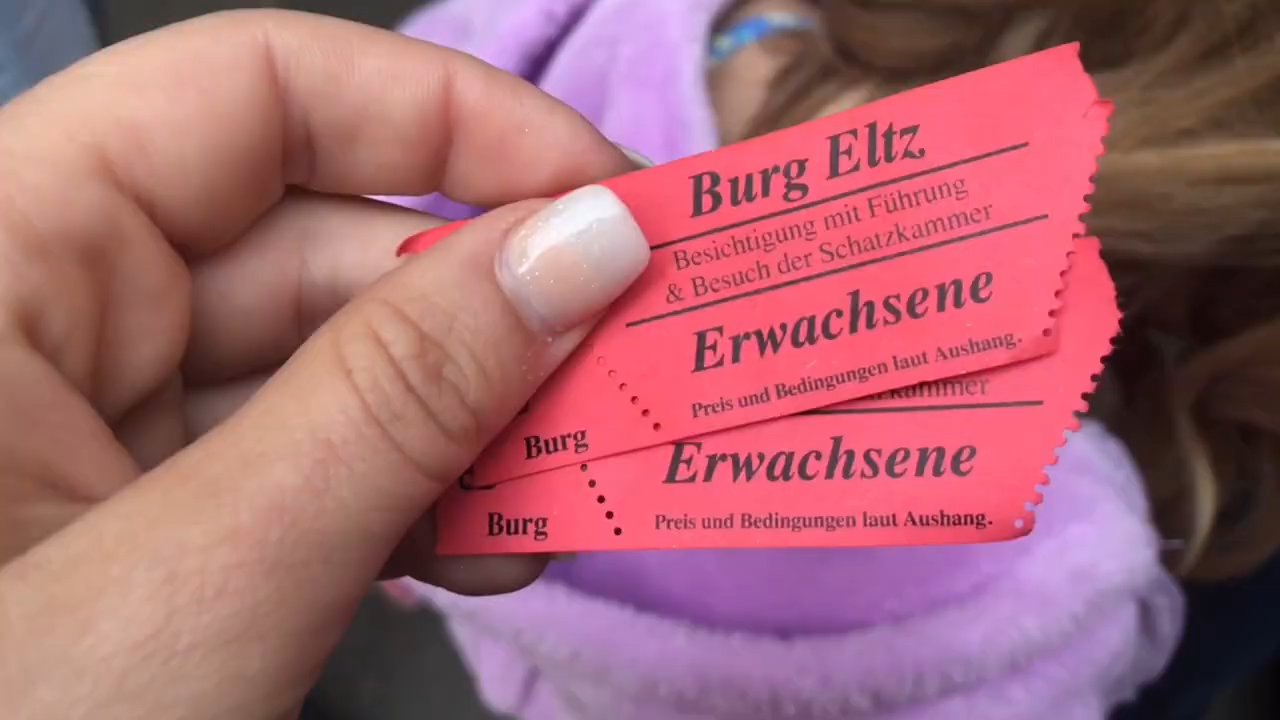 Burg Eltz
Besichtigung mit Führung
& Besuch der Schatzkammer
Erwachsene
Preis und Bedingungen laut Aushang.
Burg
Erwachsene
Preis und Bedingungen laut Aushang.
Burg